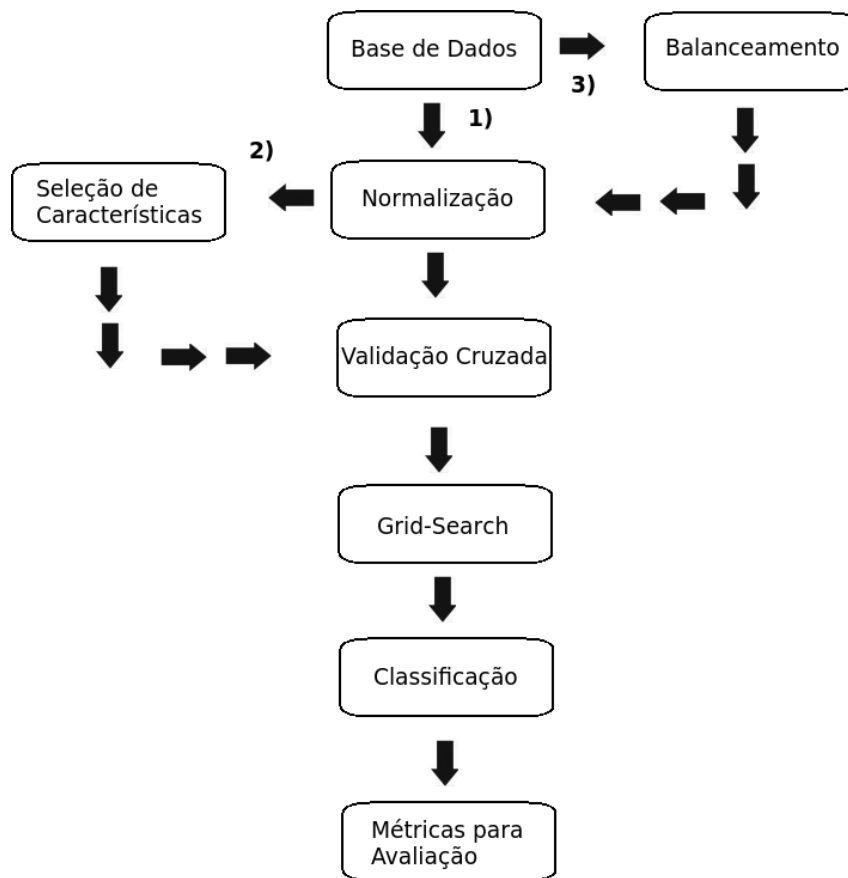 Base de Dados
Balanceamento
3)
1)
2)
Seleção de
Características
Normalização
Validação Cruzada
Grid-Search
Classificação
Métricas para
Avaliação